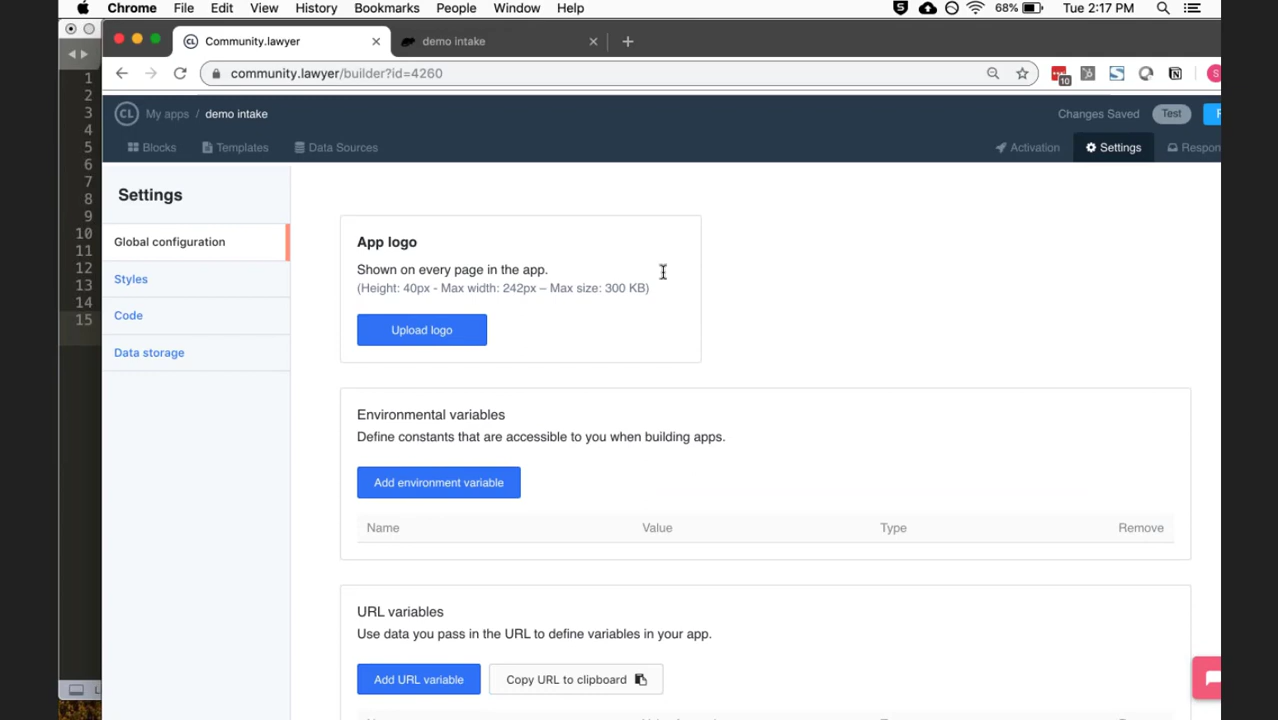 Chrome File Edit View History Bookmarks People Window Help 68% Tue 2:17 PM
Community.lawyer demo intake
community.lawyer/builder?id=4260 10 S
CL My apps / demo intake Changes Saved Test
Blocks Templates Data Sources Activation Settings Respon
1
2
3
4
5
6
7
8
9
10
11
12
13
14
15
Settings
Global configuration
Styles
Code
Data storage
App logo
Shown on every page in the app.
(Height: 40px - Max width: 242px – Max size: 300 KB)
Upload logo
Environmental variables
Define constants that are accessible to you when building apps.
Add environment variable
Name Value Type Remove
URL variables
Use data you pass in the URL to define variables in your app.
Add URL variable Copy URL to clipboard